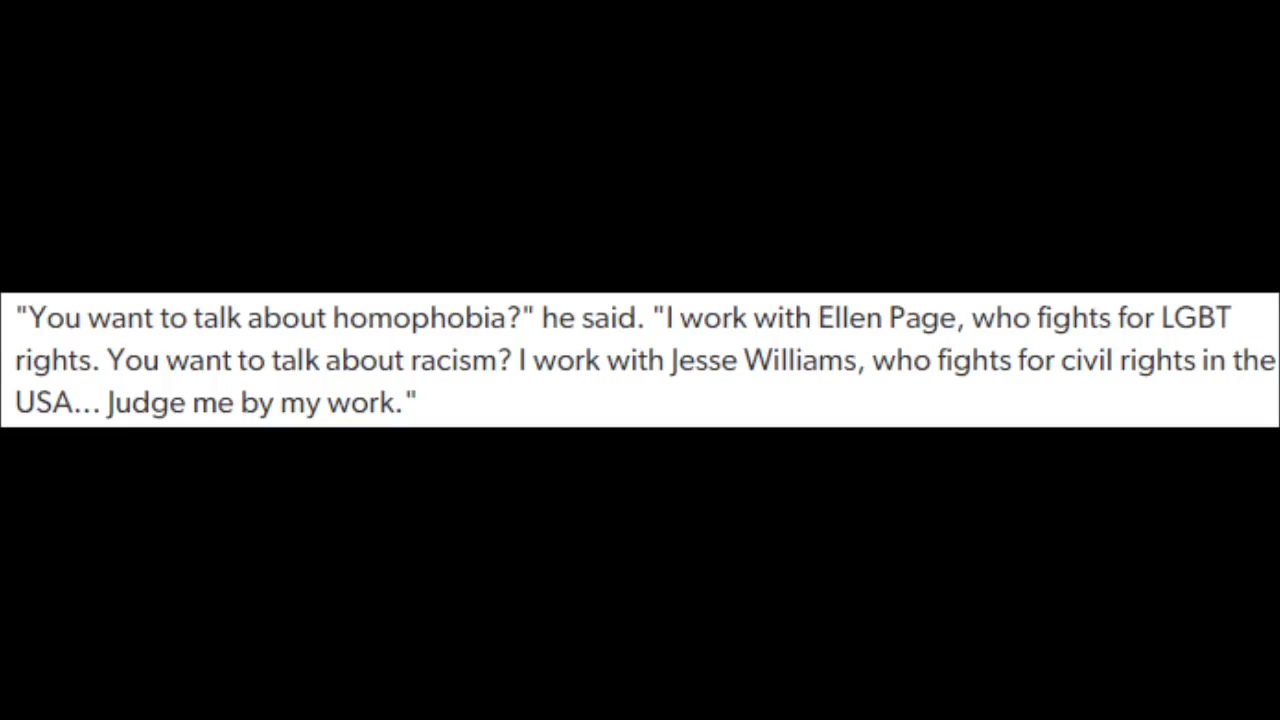 "You want to talk about homophobia?" he said. "I work with Ellen Page, who fights for LGBT
rights. You want to talk about racism? I work with Jesse Williams, who fights for civil rights in the
USA... Judge me by my work."